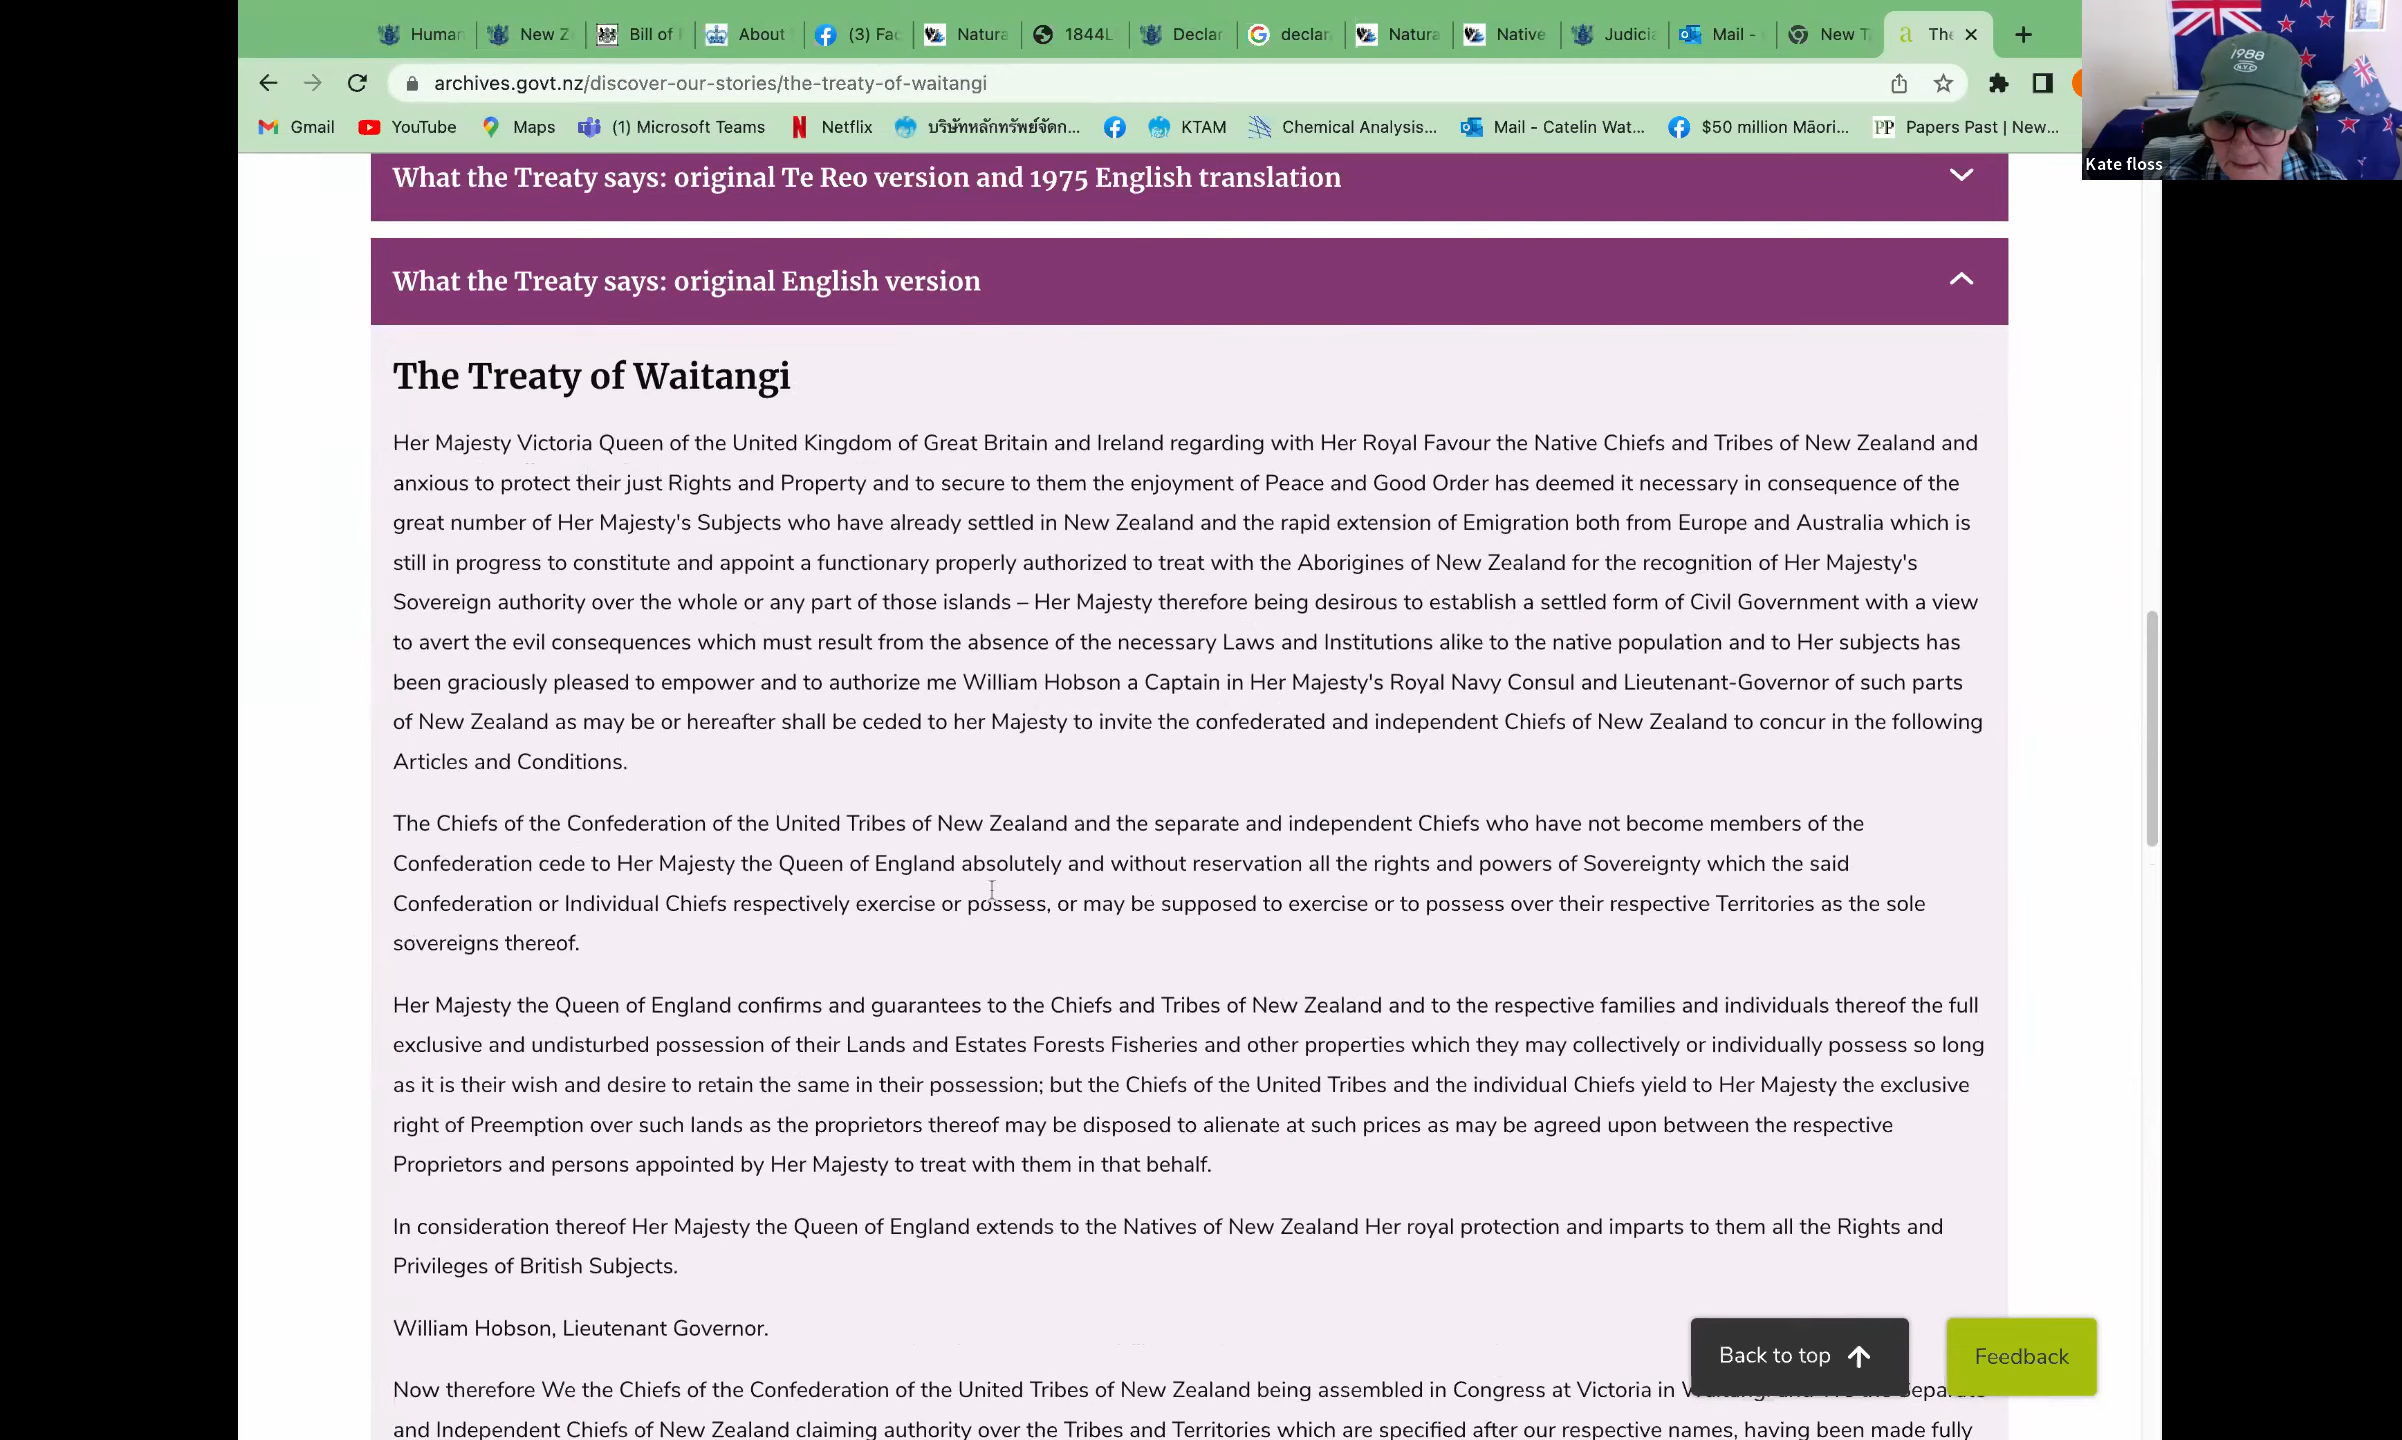 Human
New Z
Bill of
About
(3) Fac
Natura
1844L
Declar
declar
Natura
Native
Judicia
Mail -
New T
The
archives.govt.nz/discover-our-stories/the-treaty-of-waitangi
Gmail YouTube Maps (1) Microsoft Teams Netflix บริษัทหลักทรัพย์จัดก... KTAM Chemical Analysis... Mail - Catelin Wat... $50 million Māori... Papers Past | New...
1988
Kate floss
What the Treaty says: original Te Reo version and 1975 English translation
What the Treaty says: original English version
The Treaty of Waitangi
Her Majesty Victoria Queen of the United Kingdom of Great Britain and Ireland regarding with Her Royal Favour the Native Chiefs and Tribes of New Zealand and
anxious to protect their just Rights and Property and to secure to them the enjoyment of Peace and Good Order has deemed it necessary in consequence of the
great number of Her Majesty's Subjects who have already settled in New Zealand and the rapid extension of Emigration both from Europe and Australia which is
still in progress to constitute and appoint a functionary properly authorized to treat with the Aborigines of New Zealand for the recognition of Her Majesty's
Sovereign authority over the whole or any part of those islands – Her Majesty therefore being desirous to establish a settled form of Civil Government with a view
to avert the evil consequences which must result from the absence of the necessary Laws and Institutions alike to the native population and to Her subjects has
been graciously pleased to empower and to authorize me William Hobson a Captain in Her Majesty's Royal Navy Consul and Lieutenant-Governor of such parts
of New Zealand as may be or hereafter shall be ceded to her Majesty to invite the confederated and independent Chiefs of New Zealand to concur in the following
Articles and Conditions.
The Chiefs of the Confederation of the United Tribes of New Zealand and the separate and independent Chiefs who have not become members of the
Confederation cede to Her Majesty the Queen of England absolutely and without reservation all the rights and powers of Sovereignty which the said
Confederation or Individual Chiefs respectively exercise or possess, or may be supposed to exercise or to possess over their respective Territories as the sole
sovereigns thereof.
Her Majesty the Queen of England confirms and guarantees to the Chiefs and Tribes of New Zealand and to the respective families and individuals thereof the full
exclusive and undisturbed possession of their Lands and Estates Forests Fisheries and other properties which they may collectively or individually possess so long
as it is their wish and desire to retain the same in their possession; but the Chiefs of the United Tribes and the individual Chiefs yield to Her Majesty the exclusive
right of Preemption over such lands as the proprietors thereof may be disposed to alienate at such prices as may be agreed upon between the respective
Proprietors and persons appointed by Her Majesty to treat with them in that behalf.
In consideration thereof Her Majesty the Queen of England extends to the Natives of New Zealand Her royal protection and imparts to them all the Rights and
Privileges of British Subjects.
William Hobson, Lieutenant Governor.
Back to top
Feedback
Now therefore We the Chiefs of the Confederation of the United Tribes of New Zealand being assembled in Congress at Victoria in
and Independent Chiefs of New Zealand claiming authority over the Tribes and Territories which are specified after our respective names, having been made fully